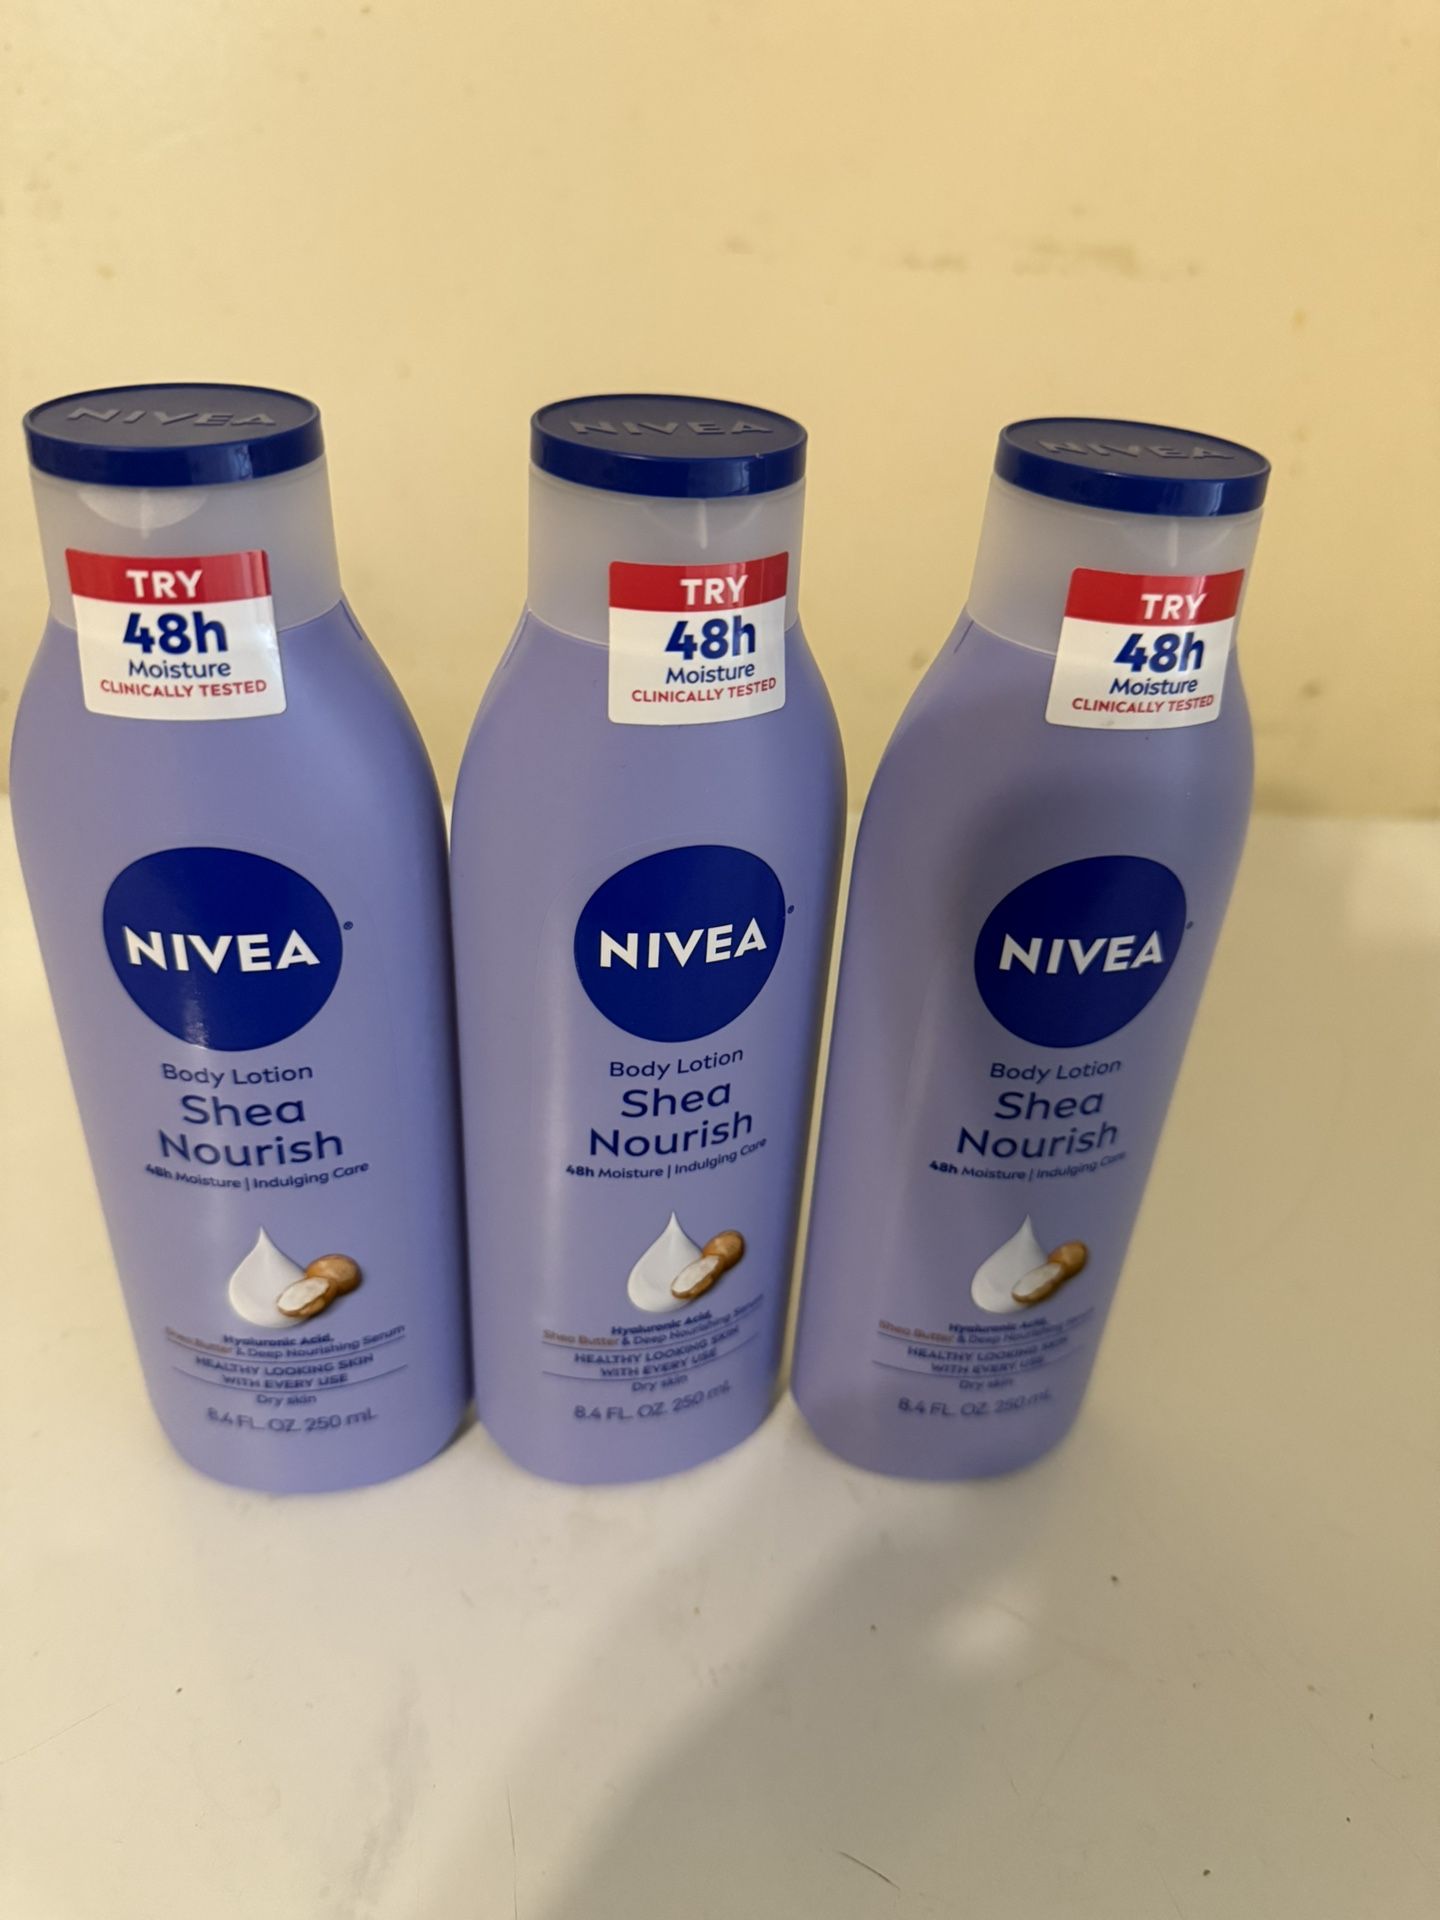 NIVEA
TRY
48h
Moisture
CLINICALLY TESTED
NIVEA®
Body Lotion
Shea
Nourish
48h Moisture | Indulging Care
Hyaluronic Acid,
Shea Butter & Deep Nourishing Serum
HEALTHY LOOKING SKIN
WITH EVERY USE
Dry skin
8.4 FL. OZ. 250 mL
NIVEA
TRY
48h
Moisture
CLINICALLY TESTED
NIVEA®
Body Lotion
Shea
Nourish
48h Moisture | Indulging Care
Hyaluronic Acid,
Shea Butter & Deep Nourishing Serum
HEALTHY LOOKING SKIN
WITH EVERY USE
Dry skin
8.4 FL. OZ. 250 mL
NIVEA
TRY
48h
Moisture
CLINICALLY TESTED
NIVEA®
Body Lotion
Shea
Nourish
48h Moisture | Indulging Care
Hyaluronic Acid,
Shea Butter & Deep Nourishing Serum
HEALTHY LOOKING SKIN
WITH EVERY USE
Dry skin
8.4 FL. OZ. 250 mL